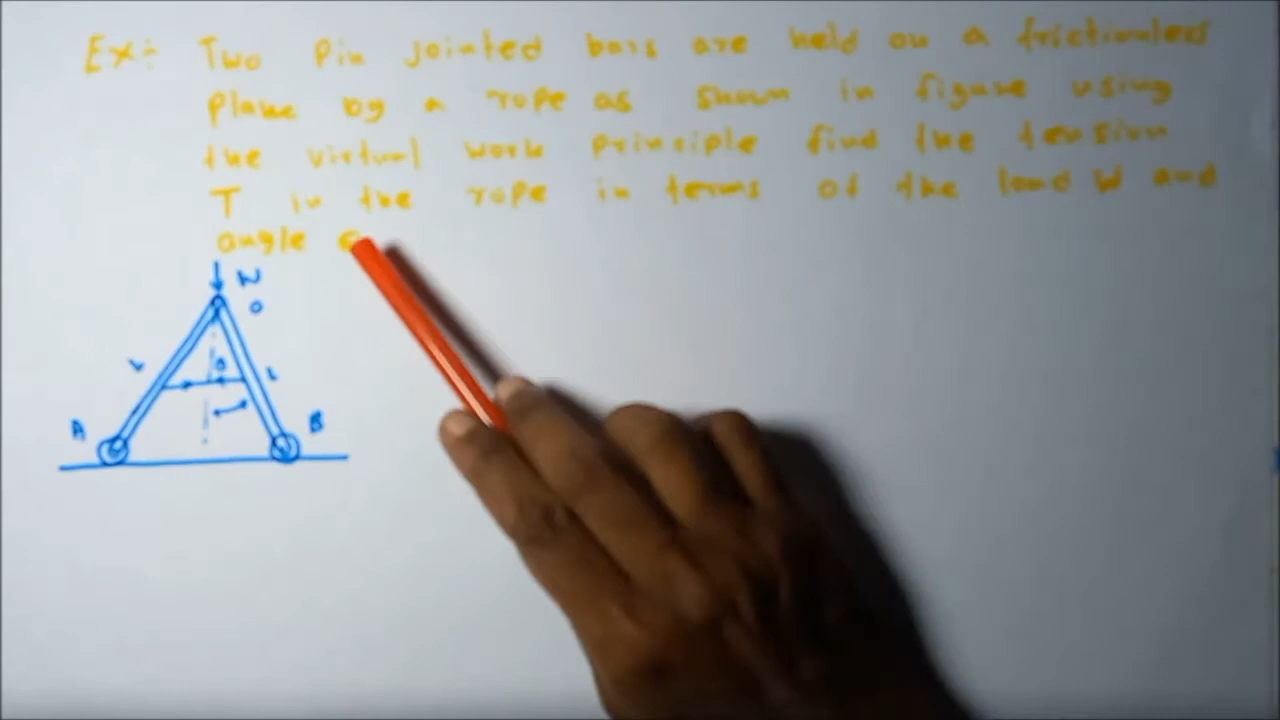 Ex:- Two Pin jointed bars are held on a frictionless
Plane by a rope as shown in figure using
the virtual work principle find the tension
T in the rope in terms of the load W and
angle
W
O
L
θ
L
A
B